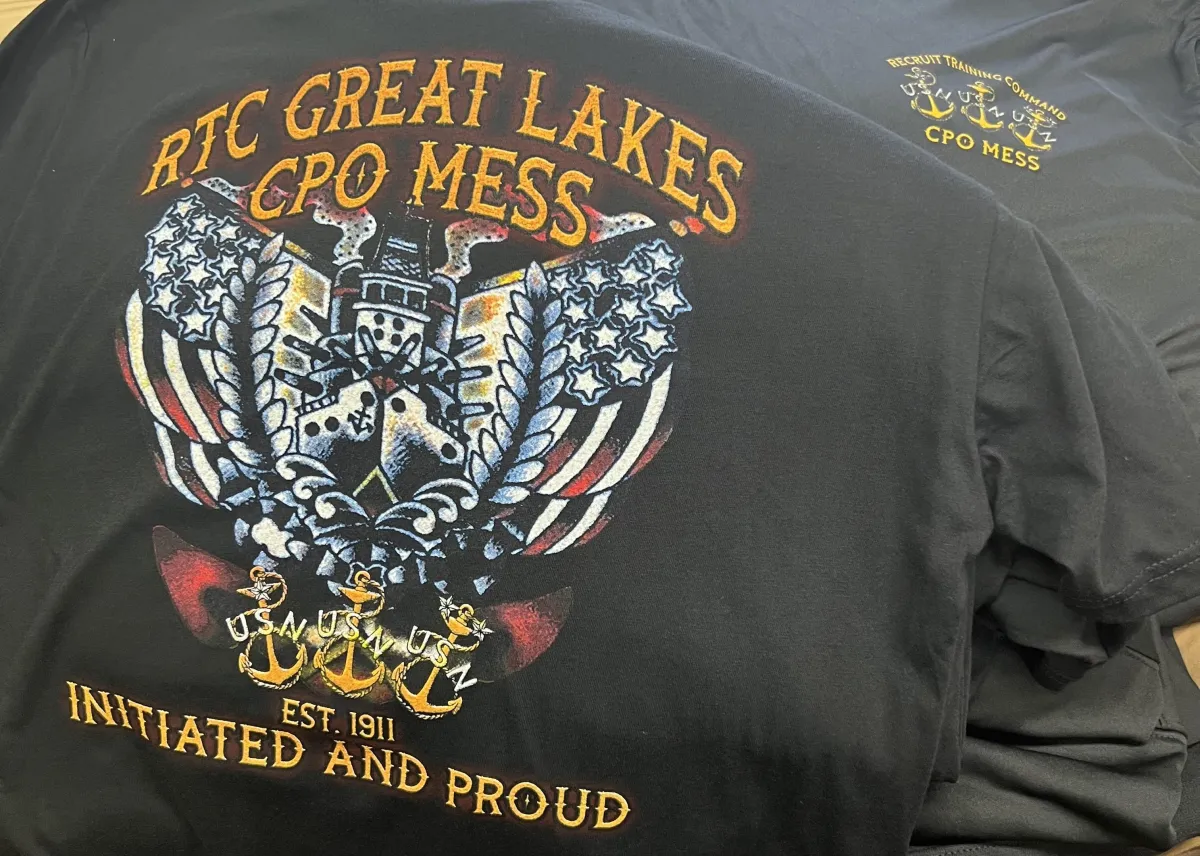 RTC GREAT LAKES
CPO MESS
USN USN USN
EST. 1911
INITIATED AND PROUD
RECRUIT TRAINING COMMAND
USN USN USN
CPO MESS